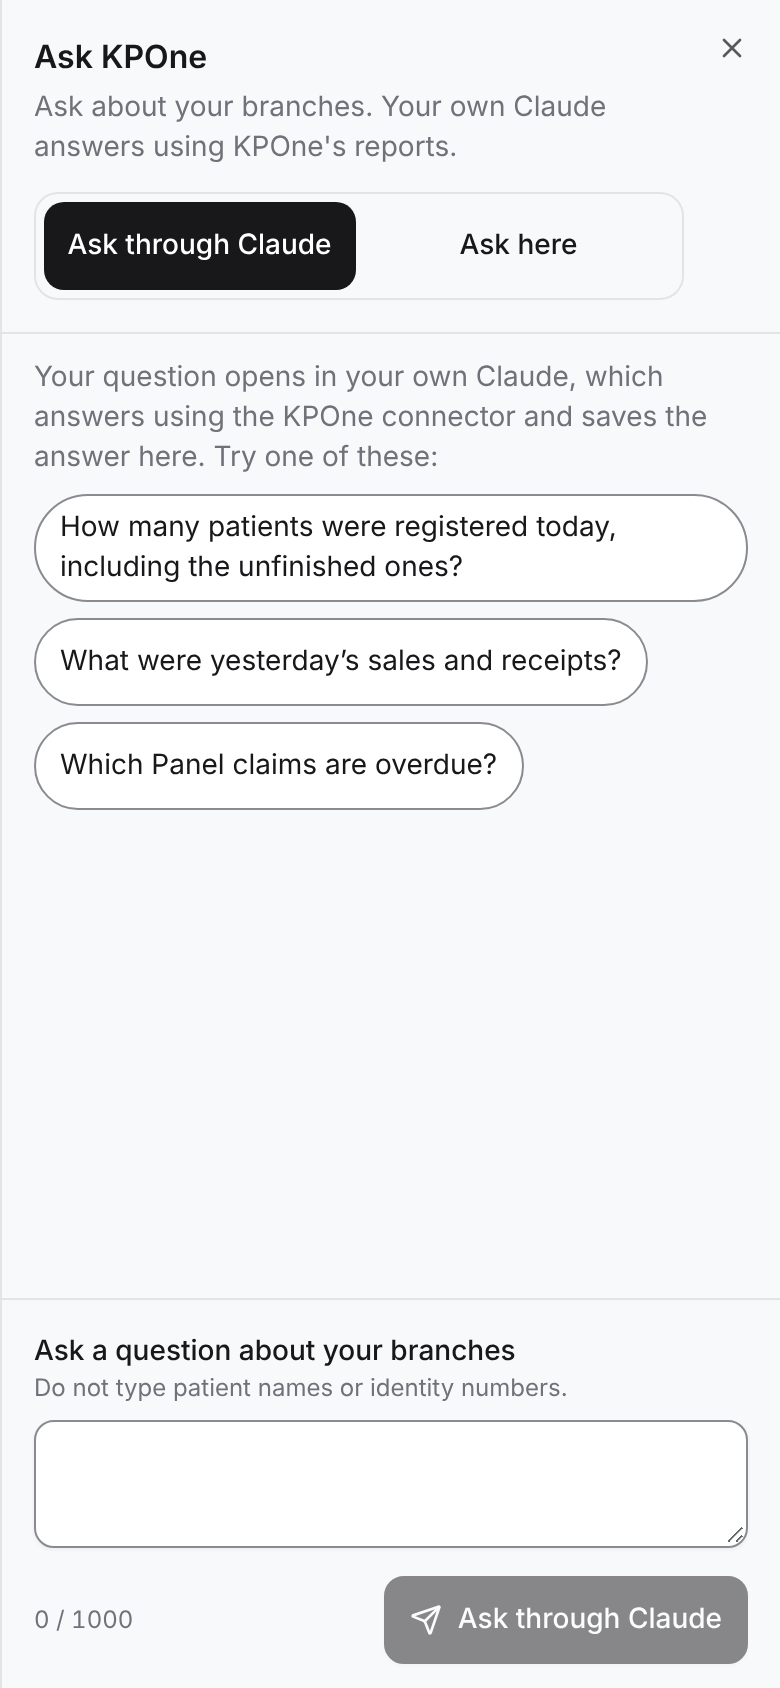 Ask KPOne
Ask about your branches. Your own Claude
answers using KPOne's reports.
Ask through Claude
Ask here
Your question opens in your own Claude, which
answers using the KPOne connector and saves the
answer here. Try one of these:
How many patients were registered today,
including the unfinished ones?
What were yesterday’s sales and receipts?
Which Panel claims are overdue?
Ask a question about your branches
Do not type patient names or identity numbers.
0 / 1000
Ask through Claude